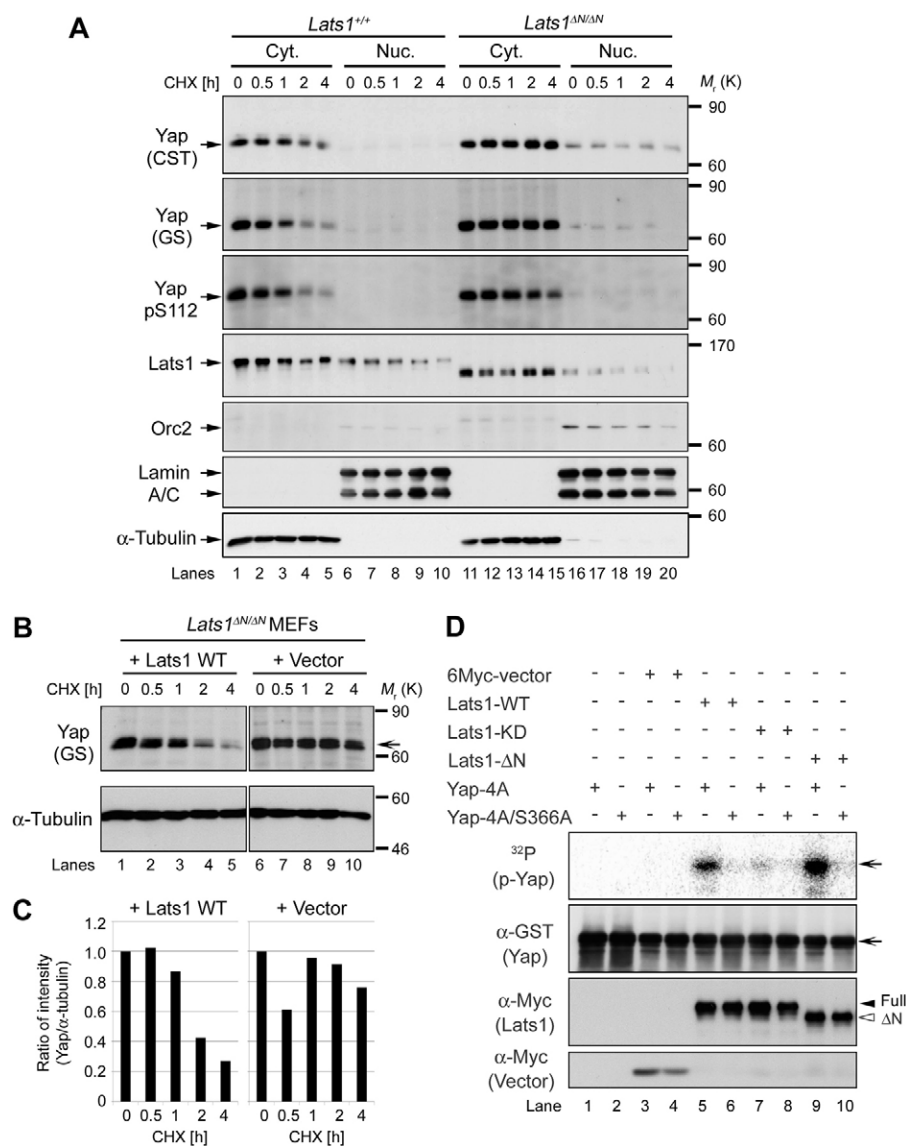 A
Lats1+/+ Lats1ΔN/ΔN
Cyt. Nuc. Cyt. Nuc.
CHX [h] 0 0.5 1 2 4 0 0.5 1 2 4 0 0.5 1 2 4 0 0.5 1 2 4 Mr (K)
90
Yap
(CST)
60
90
Yap
(GS)
60
90
Yap
pS112
60
170
Lats1
Orc2
60
Lamin
A/C
60
60
α-Tubulin
Lanes 1 2 3 4 5 6 7 8 9 10 11 12 13 14 15 16 17 18 19 20
B
Lats1ΔN/ΔN MEFs
+ Lats1 WT + Vector
CHX [h] 0 0.5 1 2 4 0 0.5 1 2 4 Mr (K)
90
Yap
(GS)
60
60
α-Tubulin
46
Lanes 1 2 3 4 5 6 7 8 9 10
C
+ Lats1 WT + Vector
Ratio of intensity
(Yap/α-tubulin)
1.2
1.0
0.8
0.6
0.4
0.2
0
0 0.5 1 2 4 0 0.5 1 2 4
CHX [h] CHX [h]
D
6Myc-vector - - + + - - - - - -
Lats1-WT - - - - + + - - - -
Lats1-KD - - - - - - + + - -
Lats1-ΔN - - - - - - - - + +
Yap-4A + - + - + - + - + -
Yap-4A/S366A - + - + - + - + - +
32P
(p-Yap)
α-GST
(Yap)
α-Myc
(Lats1)
Full
ΔN
α-Myc
(Vector)
Lane 1 2 3 4 5 6 7 8 9 10